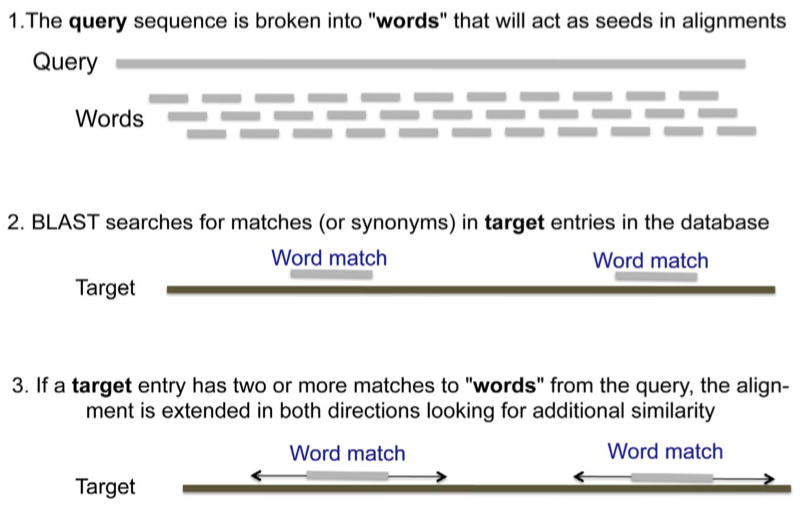 1.The query sequence is broken into "words" that will act as seeds in alignments
Query
Words
2. BLAST searches for matches (or synonyms) in target entries in the database
Word match
Word match
Target
3. If a target entry has two or more matches to "words" from the query, the align-
ment is extended in both directions looking for additional similarity
Word match
Word match
Target